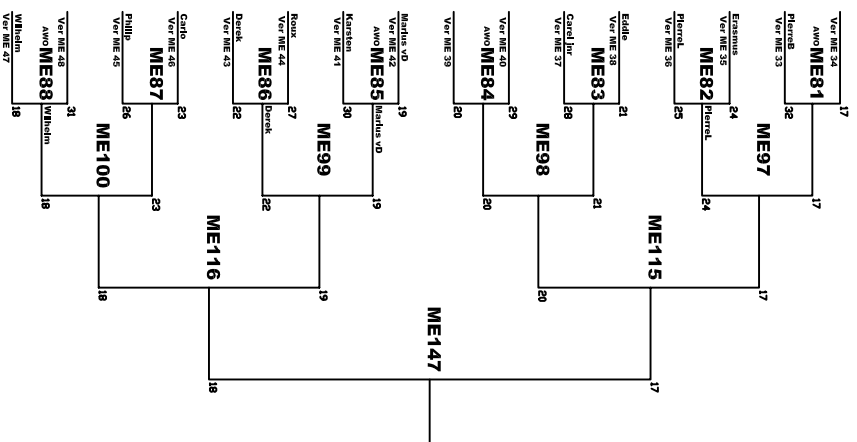 Ver ME 34
17
AWO
ME81
17
PierreB
Ver ME 33
32
ME97
Erasmus
Ver ME 35
24
ME82
PierreL
24
PierreL
Ver ME 36
25
17
ME115
17
Eddie
Ver ME 38
21
ME83
21
Carel jnr
Ver ME 37
28
ME98
20
Ver ME 40
29
AWO
ME84
20
Ver ME 39
20
ME147
Marius vD
Ver ME 42
19
AWO
ME85
Marius vD
19
Karsten
Ver ME 41
30
ME99
19
Roux
Ver ME 44
27
ME86
Derek
22
Derek
Ver ME 43
22
ME116
18
Carlo
Ver ME 46
23
ME87
23
Philip
Ver ME 45
26
ME100
18
Ver ME 48
31
AWO
ME88
Wilhelm
18
Wilhelm
Ver ME 47
18